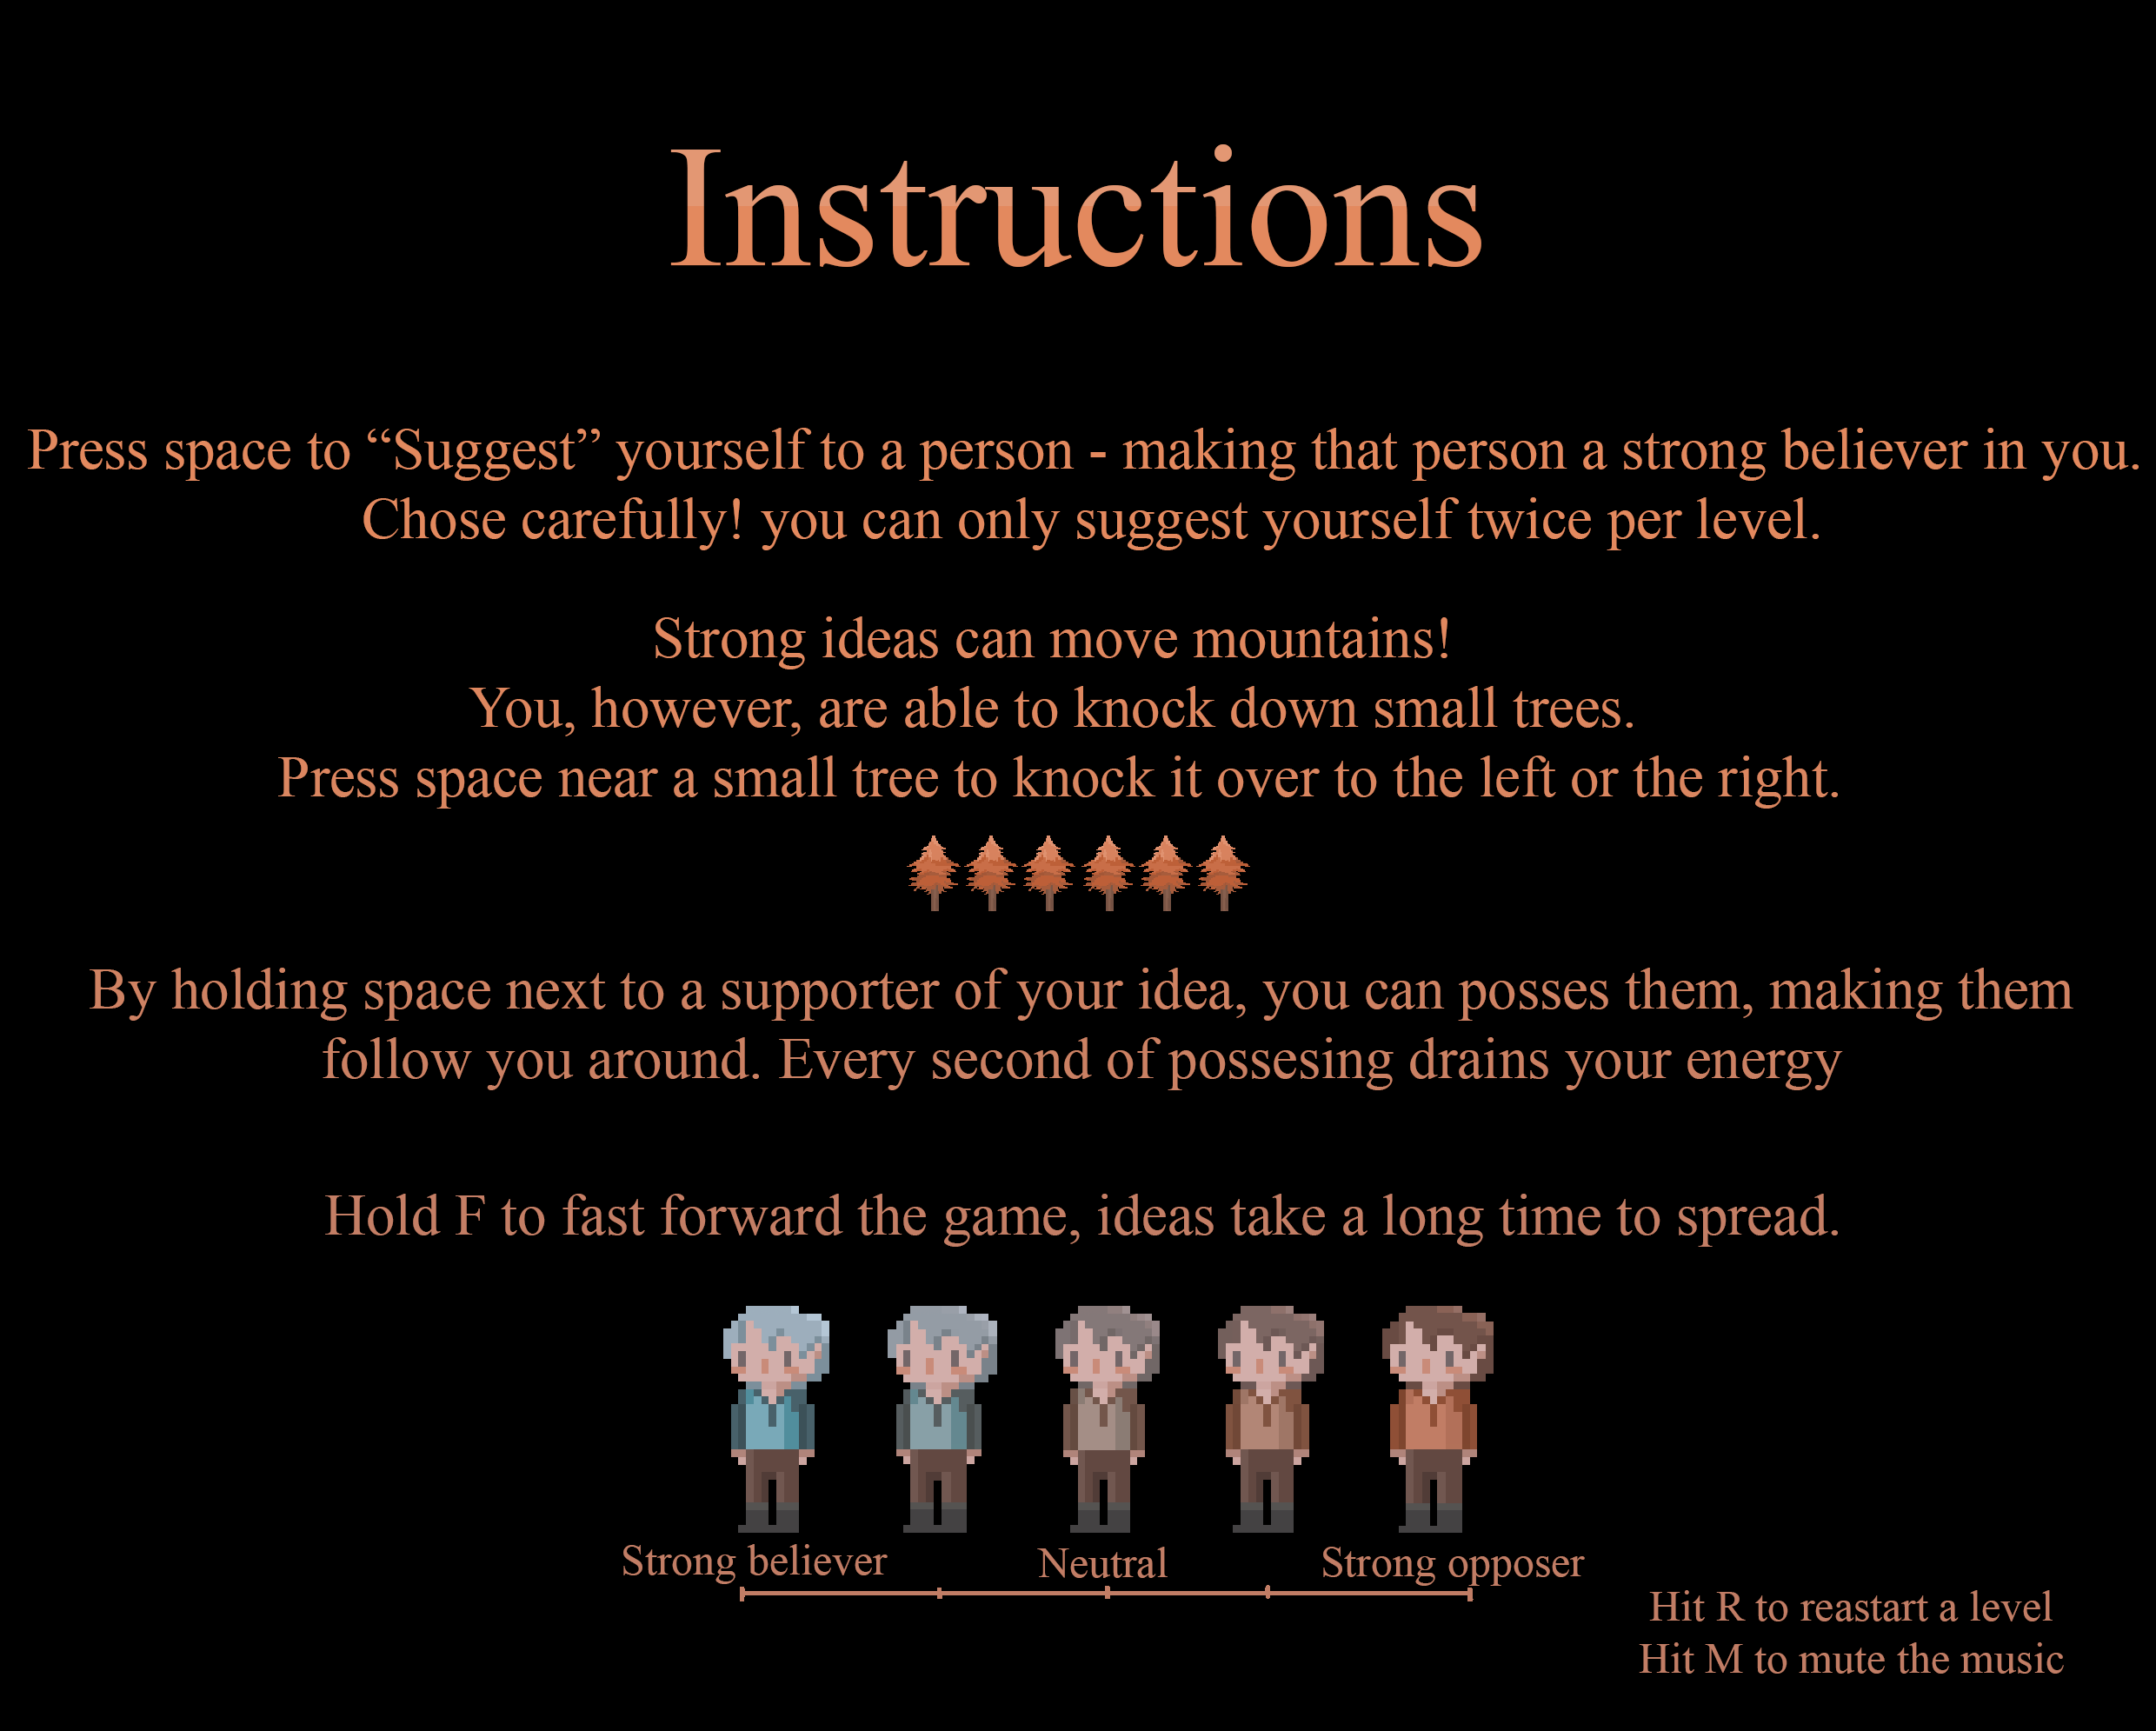 Instructions
Press space to “Suggest” yourself to a person - making that person a strong believer in you.
Chose carefully! you can only suggest yourself twice per level.
Strong ideas can move mountains!
You, however, are able to knock down small trees.
Press space near a small tree to knock it over to the left or the right.
By holding space next to a supporter of your idea, you can posses them, making them
follow you around. Every second of possesing drains your energy
Hold F to fast forward the game, ideas take a long time to spread.
Strong believer
Neutral
Strong opposer
Hit R to reastart a level
Hit M to mute the music